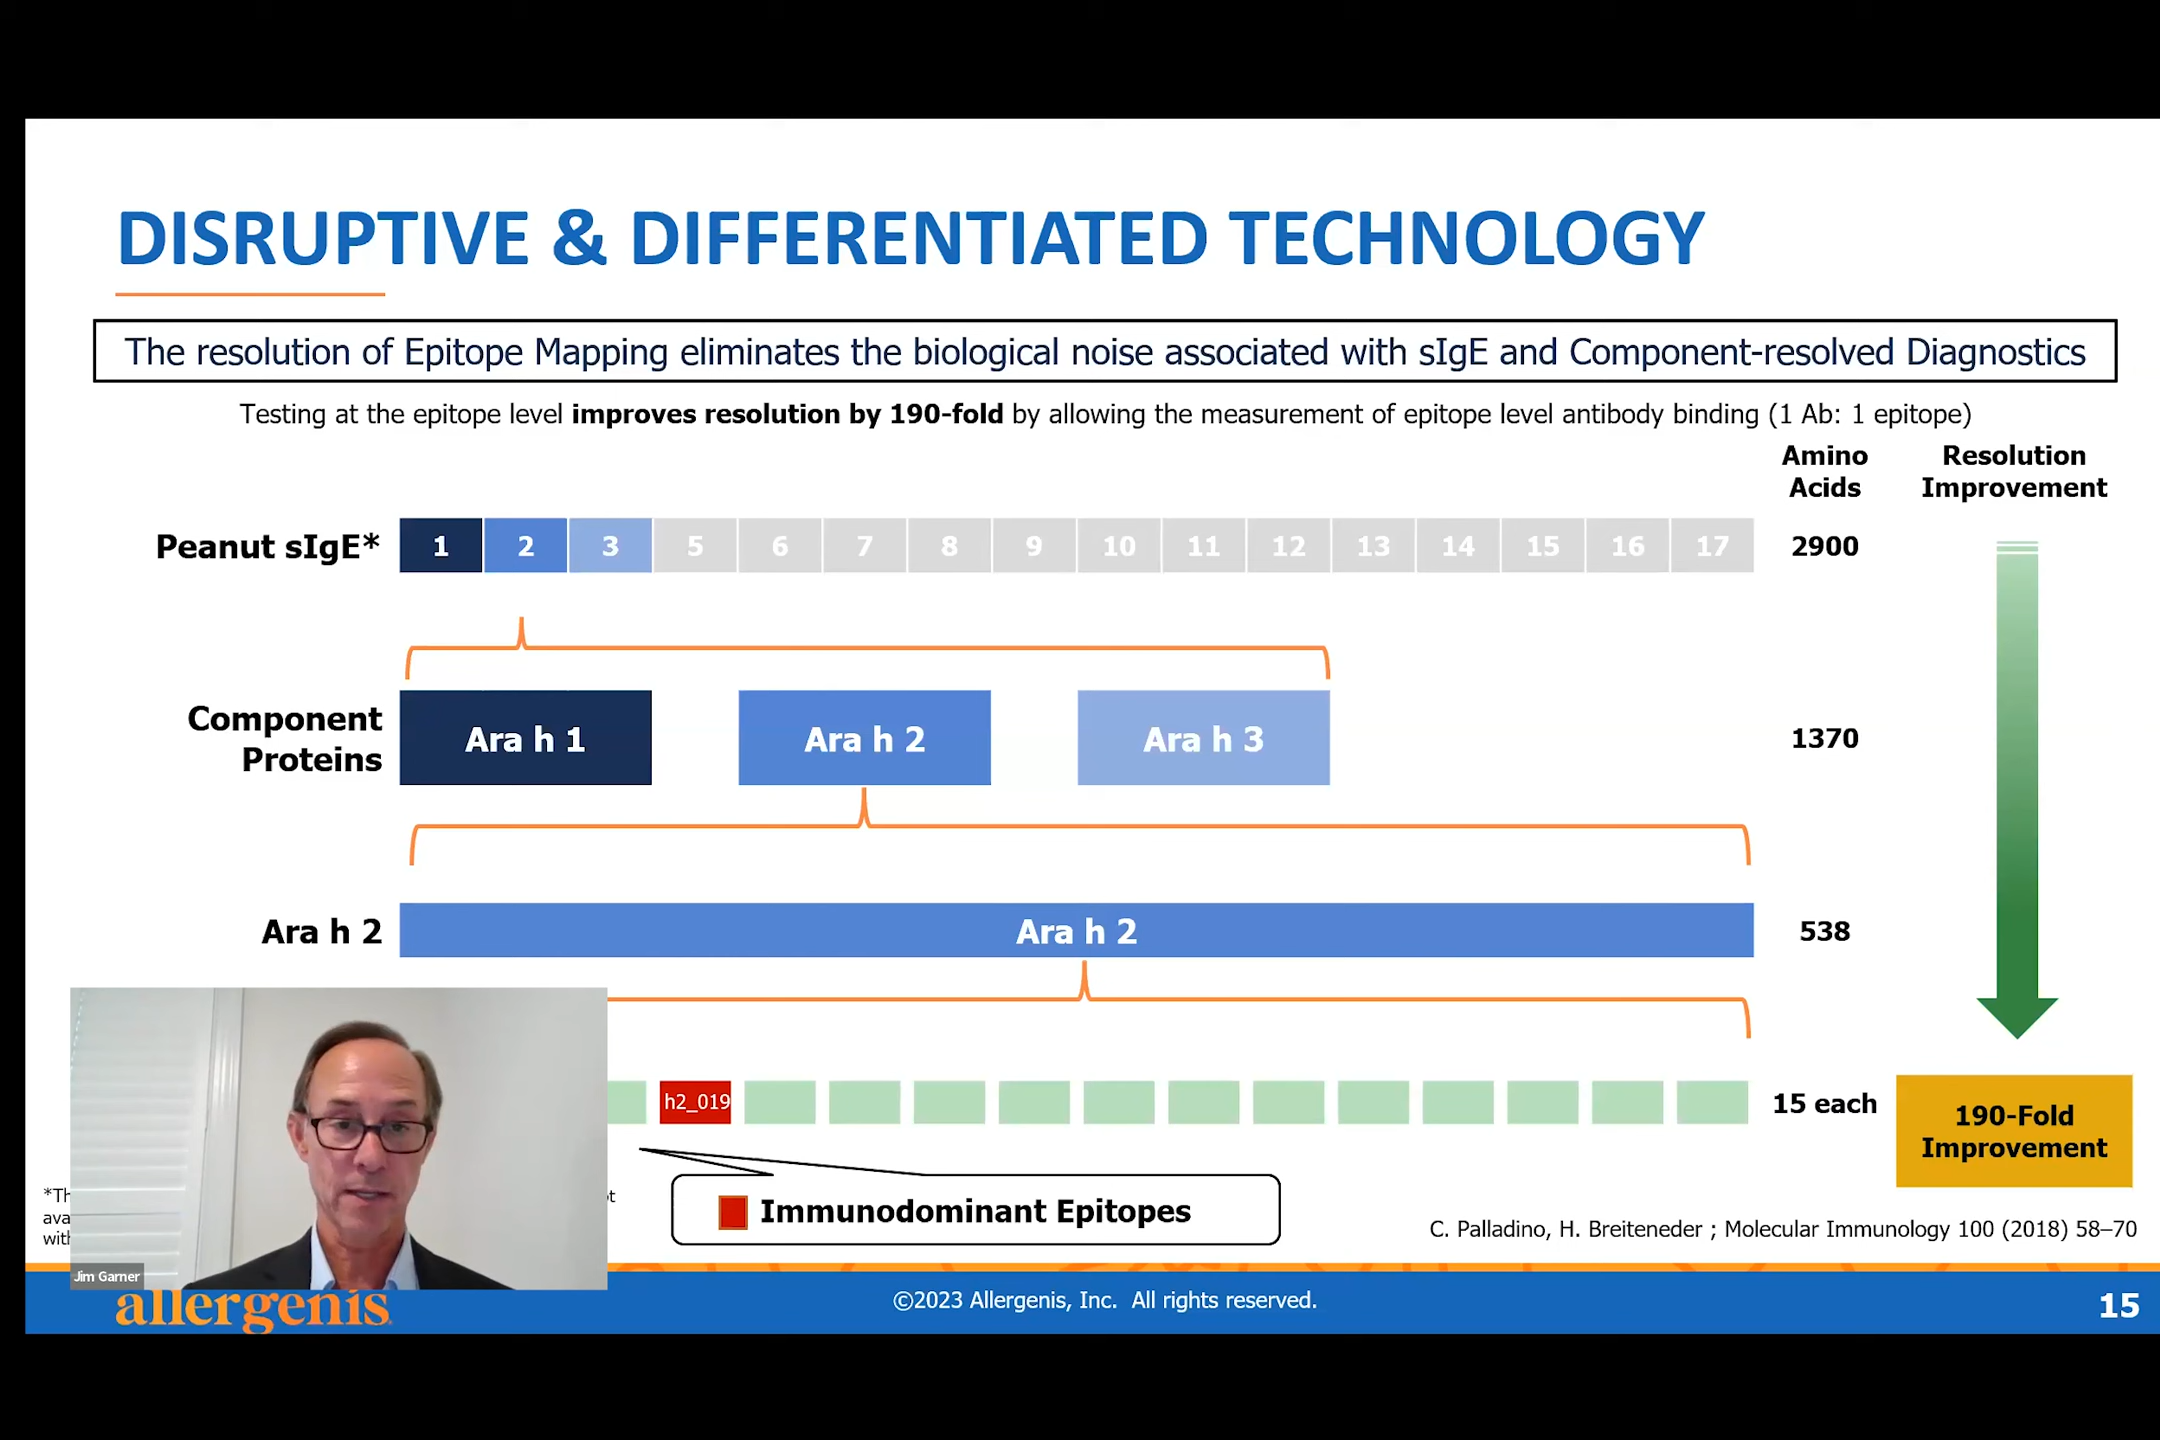 DISRUPTIVE & DIFFERENTIATED TECHNOLOGY
The resolution of Epitope Mapping eliminates the biological noise associated with sIgE and Component-resolved Diagnostics
Testing at the epitope level improves resolution by 190-fold by allowing the measurement of epitope level antibody binding (1 Ab: 1 epitope)
Amino
Acids
Resolution
Improvement
Peanut sIgE*
1 2 3 5 6 7 8 9 10 11 12 13 14 15 16 17
2900
Component
Proteins
Ara h 1
Ara h 2
Ara h 3
1370
Ara h 2
Ara h 2
538
h2_019
15 each
190-Fold
Improvement
Immunodominant Epitopes
C. Palladino, H. Breiteneder ; Molecular Immunology 100 (2018) 58–70
Jim Garner
allergenis
©2023 Allergenis, Inc. All rights reserved.
15